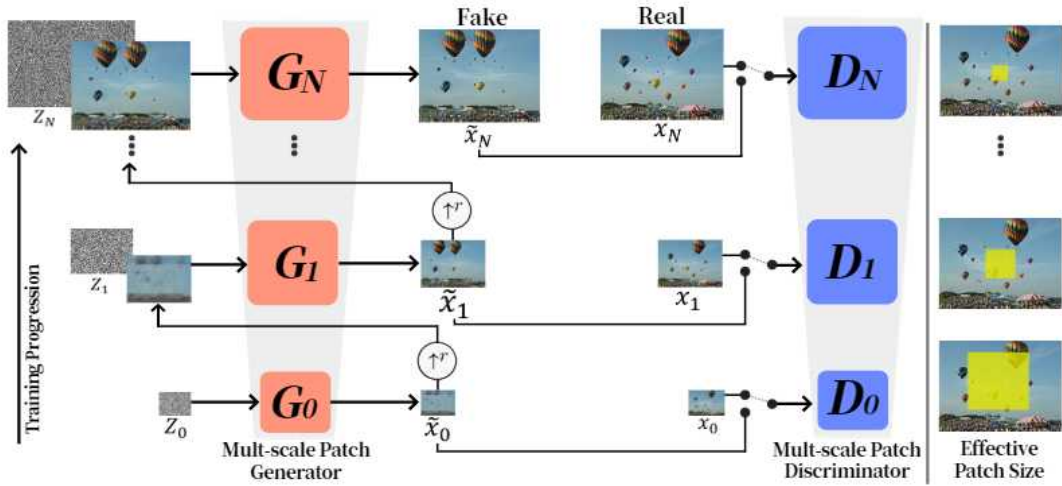 Fake
Real
G_N
D_N
Z_N
x̃_N
x_N
Training Progression
↑r
G_1
D_1
Z_1
x̃_1
x_1
↑r
G_0
D_0
Z_0
x̃_0
x_0
Mult-scale Patch
Generator
Mult-scale Patch
Discriminator
Effective
Patch Size